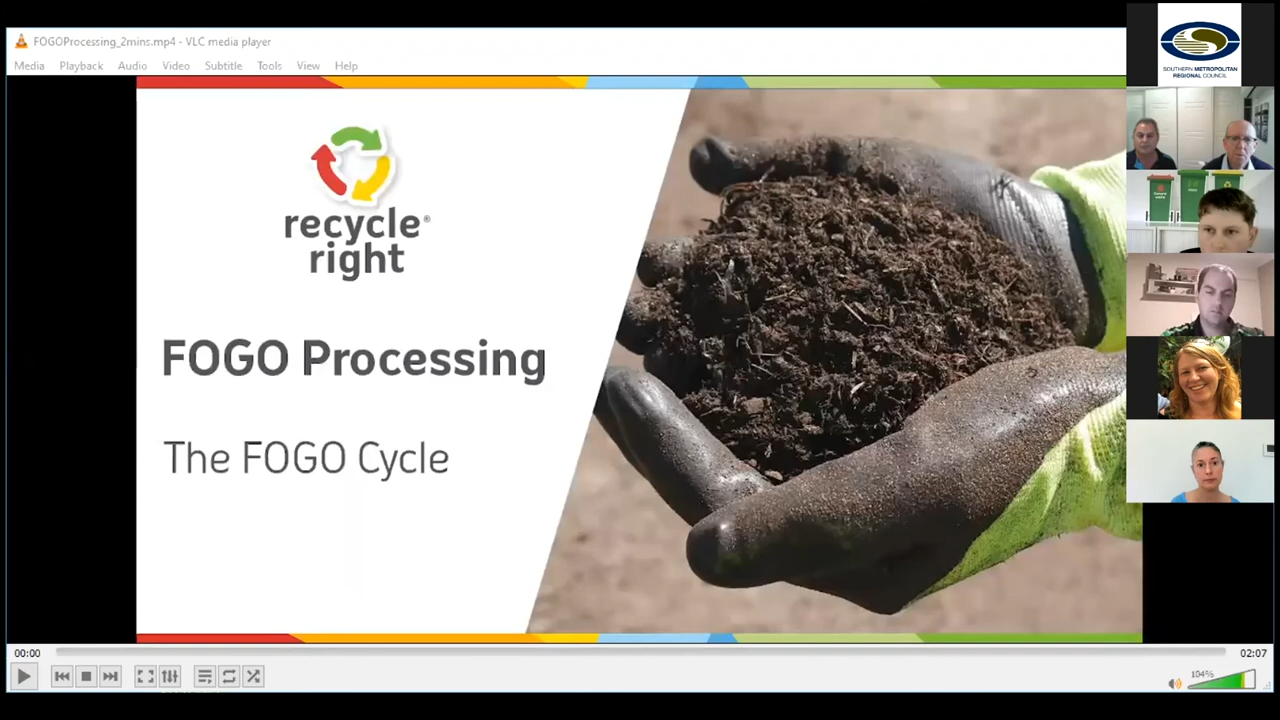 FOGOProcessing_2mins.mp4 - VLC media player
Media Playback Audio Video Subtitle Tools View Help
recycle®
right
FOGO Processing
The FOGO Cycle
SOUTHERN METROPOLITAN
REGIONAL COUNCIL
00:00
02:07
104%